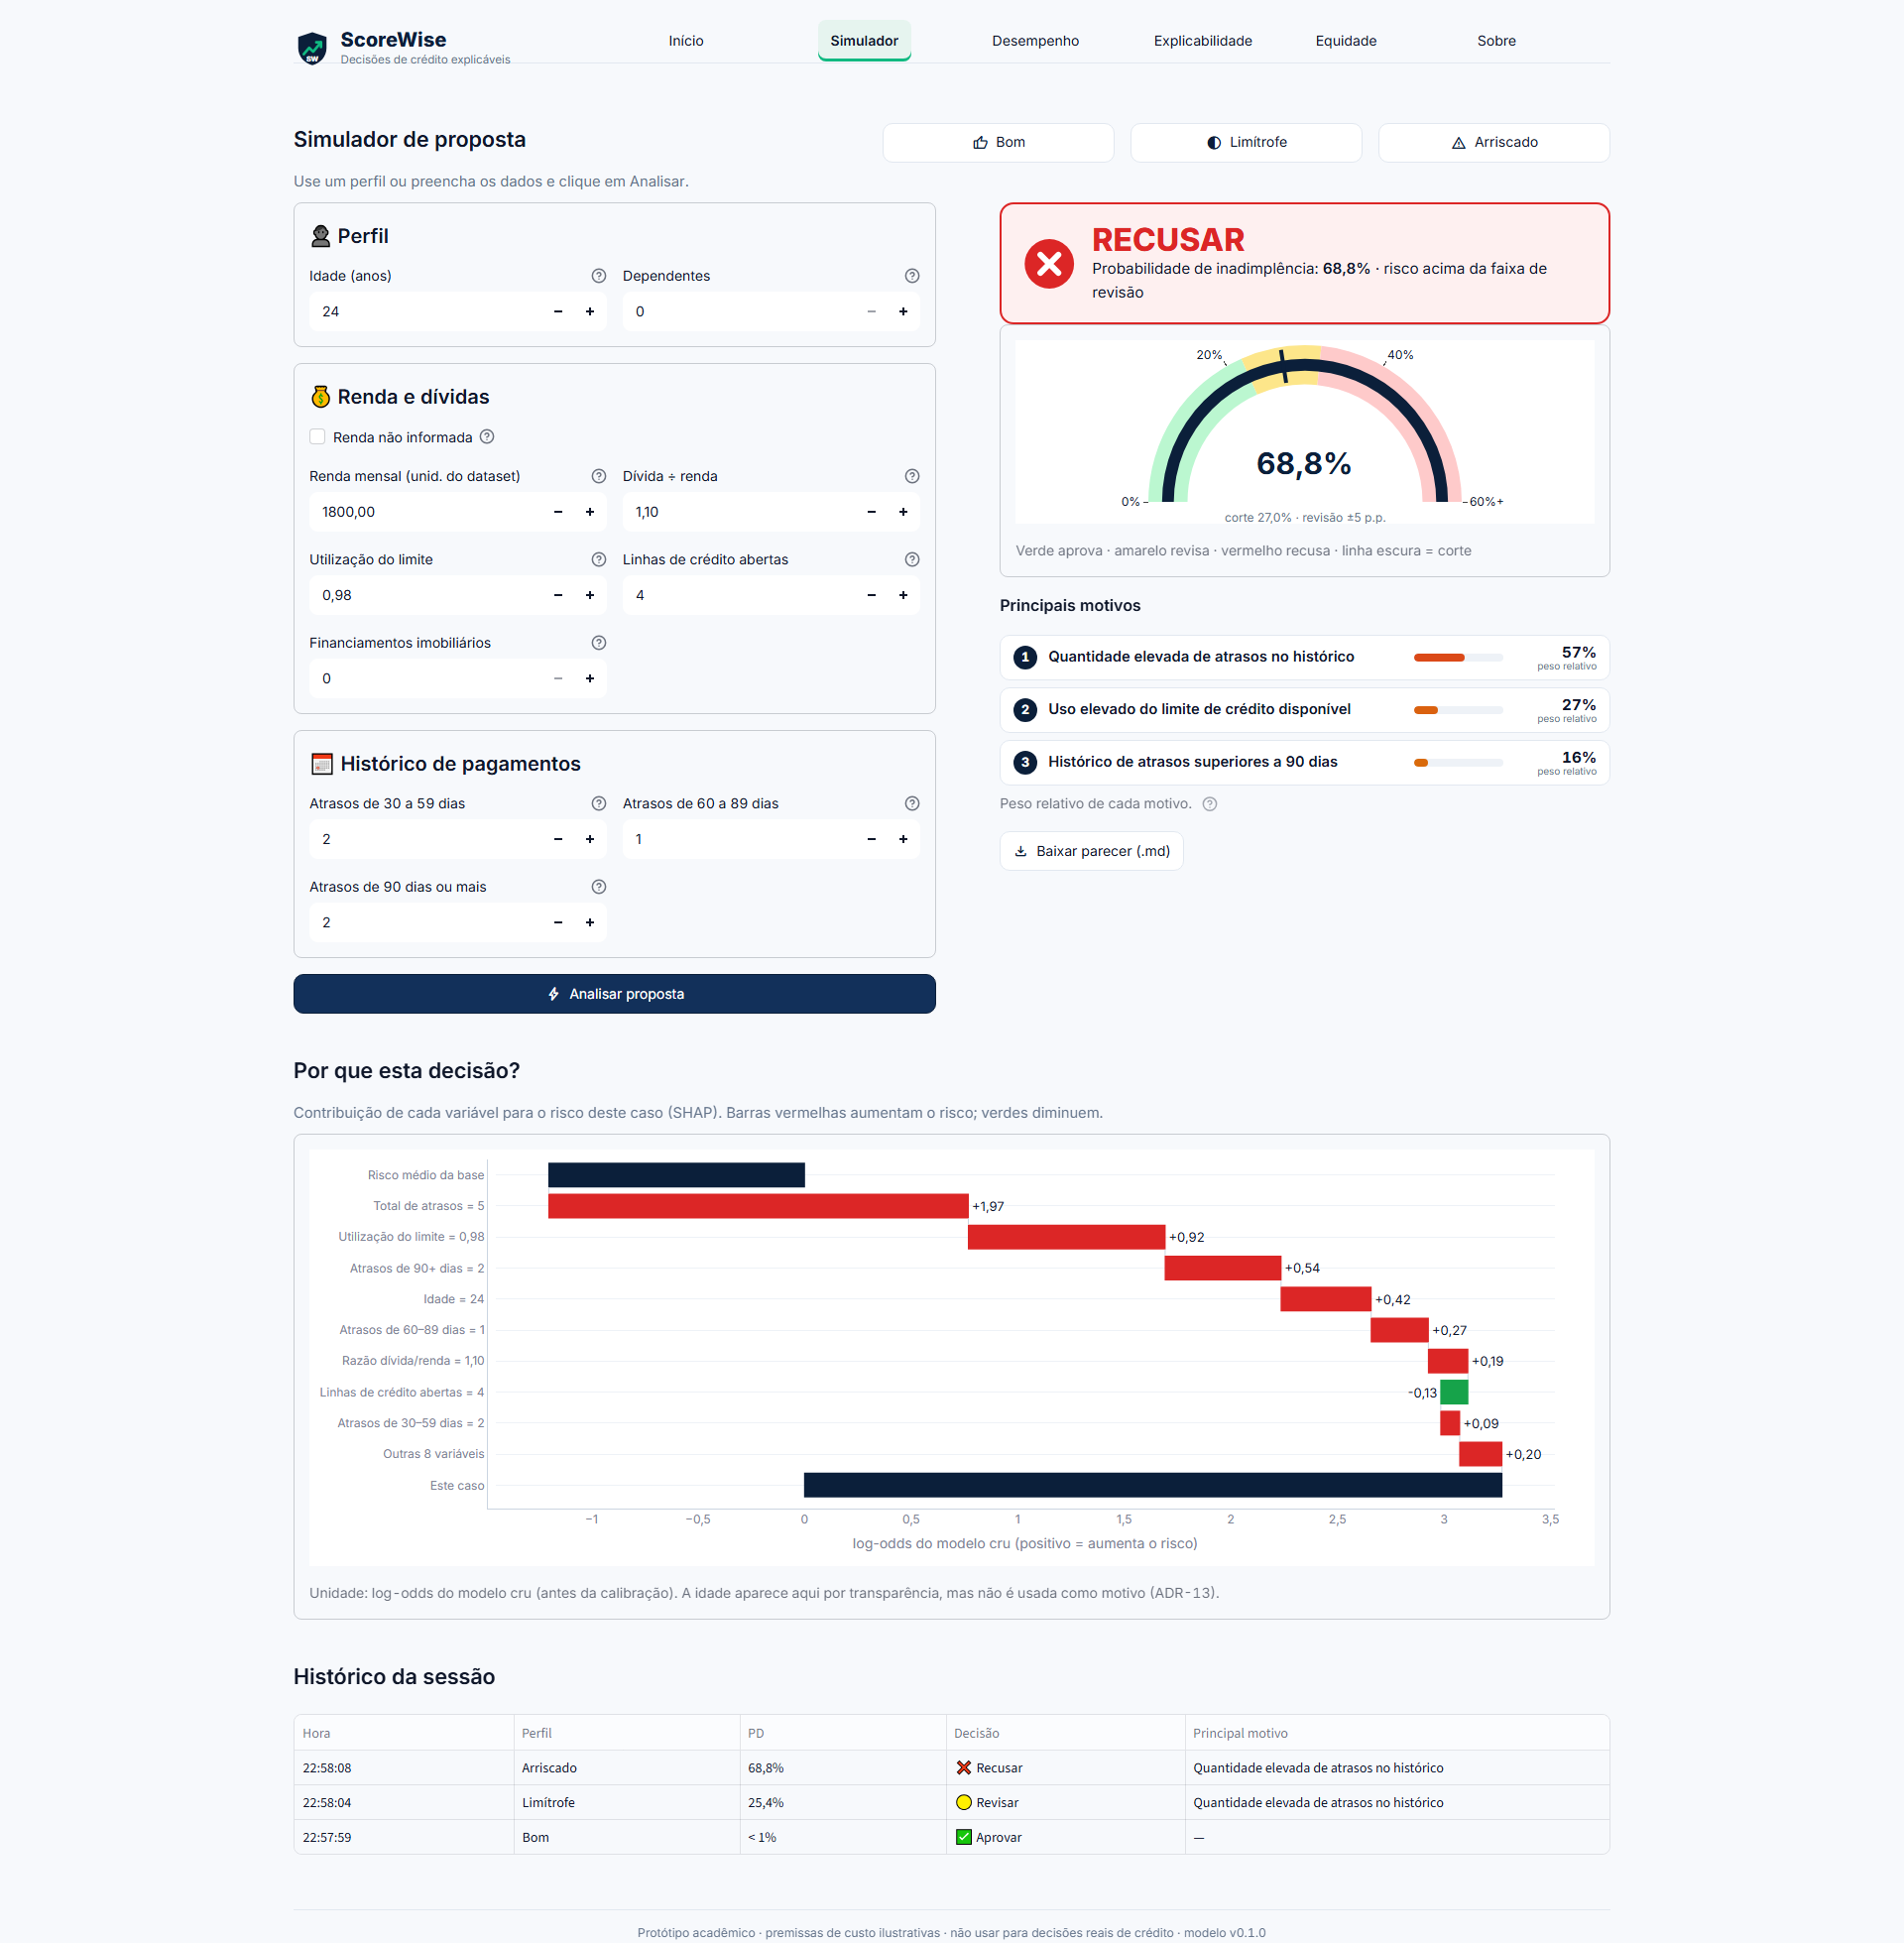 ScoreWise
Decisões de crédito explicáveis
SW
Início
Simulador
Desempenho
Explicabilidade
Equidade
Sobre
Simulador de proposta
Bom
Limítrofe
Arriscado
Use um perfil ou preencha os dados e clique em Analisar.
Perfil
Idade (anos)
Dependentes
24
0
Renda e dívidas
Renda não informada
Renda mensal (unid. do dataset)
Dívida ÷ renda
1800,00
1,10
Utilização do limite
Linhas de crédito abertas
0,98
4
Financiamentos imobiliários
0
Histórico de pagamentos
Atrasos de 30 a 59 dias
Atrasos de 60 a 89 dias
2
1
Atrasos de 90 dias ou mais
2
Analisar proposta
RECUSAR
Probabilidade de inadimplência: 68,8% · risco acima da faixa de
revisão
20%
40%
68,8%
0%
60%+
corte 27,0% · revisão ±5 p.p.
Verde aprova · amarelo revisa · vermelho recusa · linha escura = corte
Principais motivos
1 Quantidade elevada de atrasos no histórico 57%
peso relativo
2 Uso elevado do limite de crédito disponível 27%
peso relativo
3 Histórico de atrasos superiores a 90 dias 16%
peso relativo
Peso relativo de cada motivo.
Baixar parecer (.md)
Por que esta decisão?
Contribuição de cada variável para o risco deste caso (SHAP). Barras vermelhas aumentam o risco; verdes diminuem.
Risco médio da base
Total de atrasos = 5 +1,97
Utilização do limite = 0,98 +0,92
Atrasos de 90+ dias = 2 +0,54
Idade = 24 +0,42
Atrasos de 60–89 dias = 1 +0,27
Razão dívida/renda = 1,10 +0,19
Linhas de crédito abertas = 4 -0,13
Atrasos de 30–59 dias = 2 +0,09
Outras 8 variáveis +0,20
Este caso
−1 −0,5 0 0,5 1 1,5 2 2,5 3 3,5
log-odds do modelo cru (positivo = aumenta o risco)
Unidade: log-odds do modelo cru (antes da calibração). A idade aparece aqui por transparência, mas não é usada como motivo (ADR-13).
Histórico da sessão
Hora Perfil PD Decisão Principal motivo
22:58:08 Arriscado 68,8% Recusar Quantidade elevada de atrasos no histórico
22:58:04 Limítrofe 25,4% Revisar Quantidade elevada de atrasos no histórico
22:57:59 Bom < 1% Aprovar —
Protótipo acadêmico · premissas de custo ilustrativas · não usar para decisões reais de crédito · modelo v0.1.0